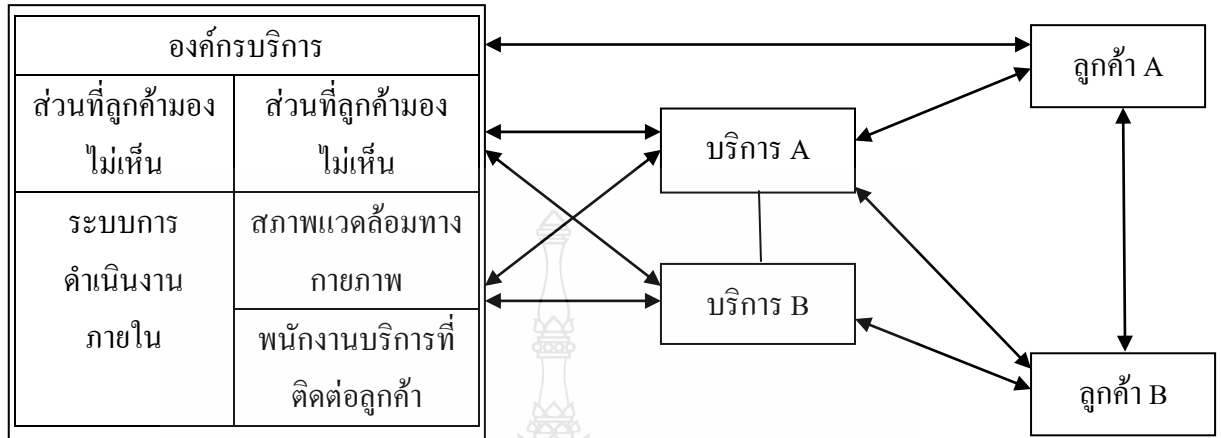 องค์กรบริการ
ส่วนที่ลูกค้ามอง
ไม่เห็น
ส่วนที่ลูกค้ามอง
ไม่เห็น
ระบบการ
ดำเนินงาน
ภายใน
สภาพแวดล้อมทาง
กายภาพ
พนักงานบริการที่
ติดต่อลูกค้า
บริการ A
บริการ B
ลูกค้า A
ลูกค้า B